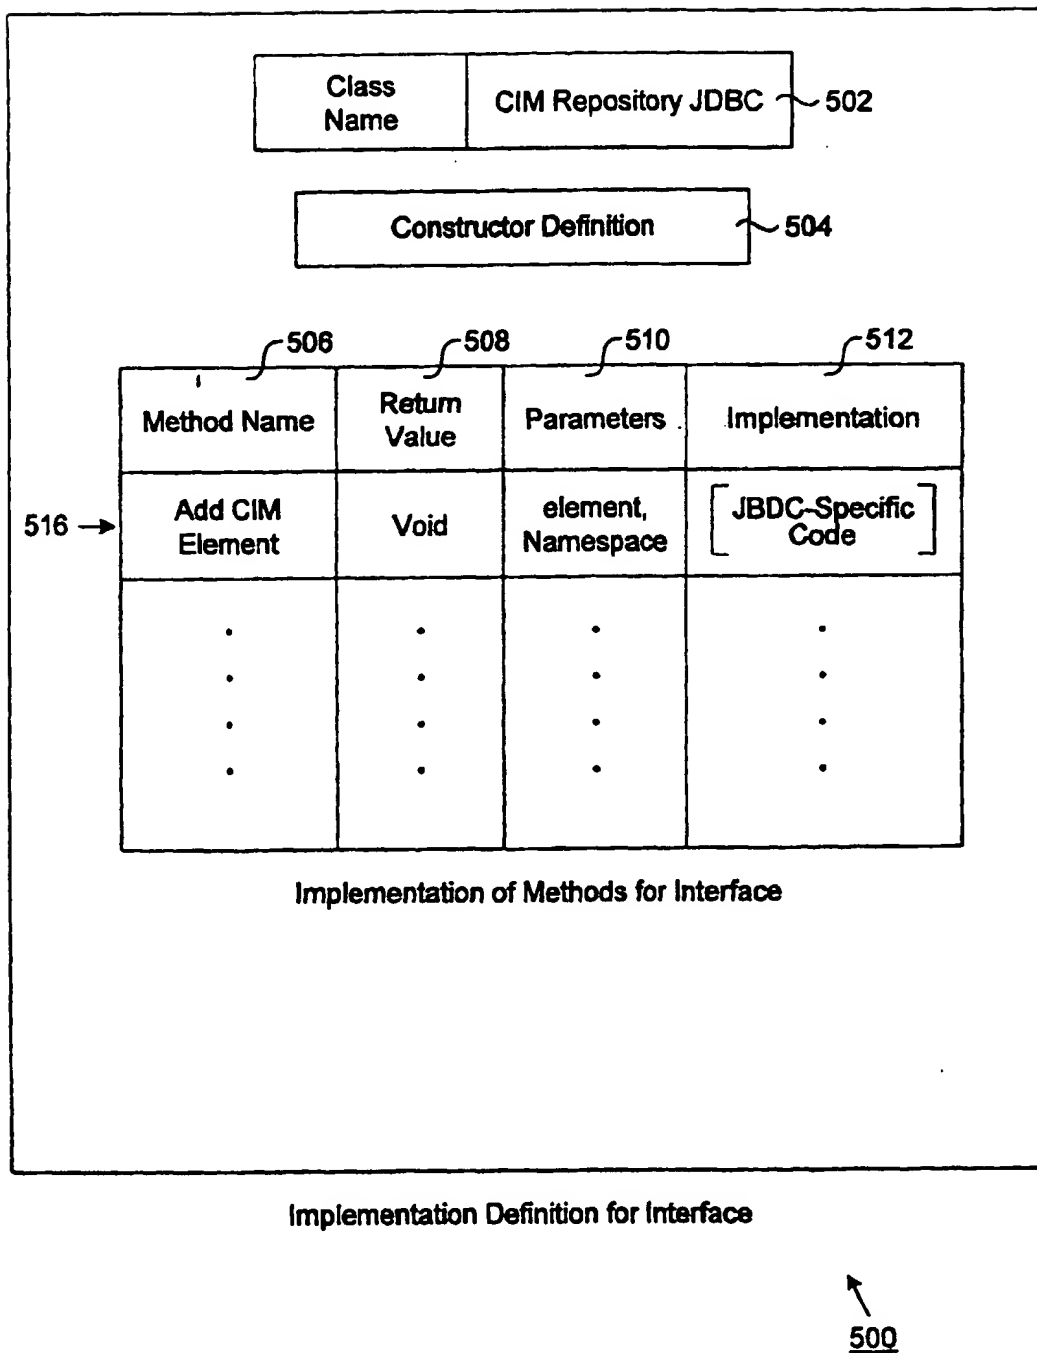 Class
Name
CIM Repository JDBC
502
Constructor Definition
504
506
508
510
512
Method Name
Return
Value
Parameters
Implementation
516
Add CIM
Element
Void
element,
Namespace
JBDC-Specific
Code
Implementation of Methods for Interface
Implementation Definition for Interface
500